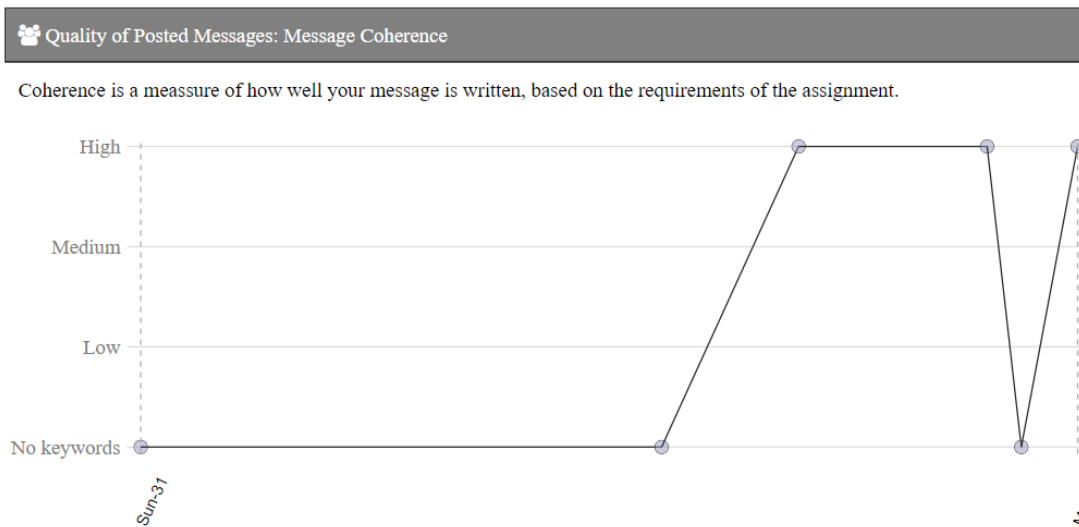 Quality of Posted Messages: Message Coherence
Coherence is a meassure of how well your message is written, based on the requirements of the assignment.
High
Medium
Low
No keywords
Sun-31